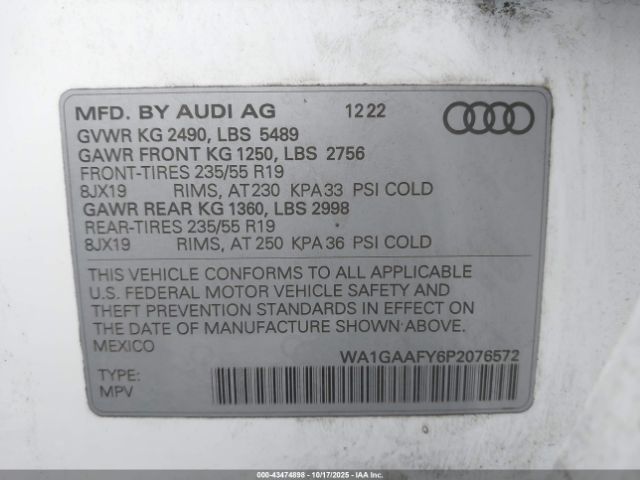 MFD. BY AUDI AG 12 22
GVWR KG 2490, LBS 5489
GAWR FRONT KG 1250, LBS 2756
FRONT-TIRES 235/55 R19
8JX19 RIMS, AT 230 KPA 33 PSI COLD
GAWR REAR KG 1360, LBS 2998
REAR-TIRES 235/55 R19
8JX19 RIMS, AT 250 KPA 36 PSI COLD
THIS VEHICLE CONFORMS TO ALL APPLICABLE
U.S. FEDERAL MOTOR VEHICLE SAFETY AND
THEFT PREVENTION STANDARDS IN EFFECT ON
THE DATE OF MANUFACTURE SHOWN ABOVE.
MEXICO WA1GAAFY6P2076572
TYPE:
MPV
000-43474898 - 10/17/2025 - IAAI.COM